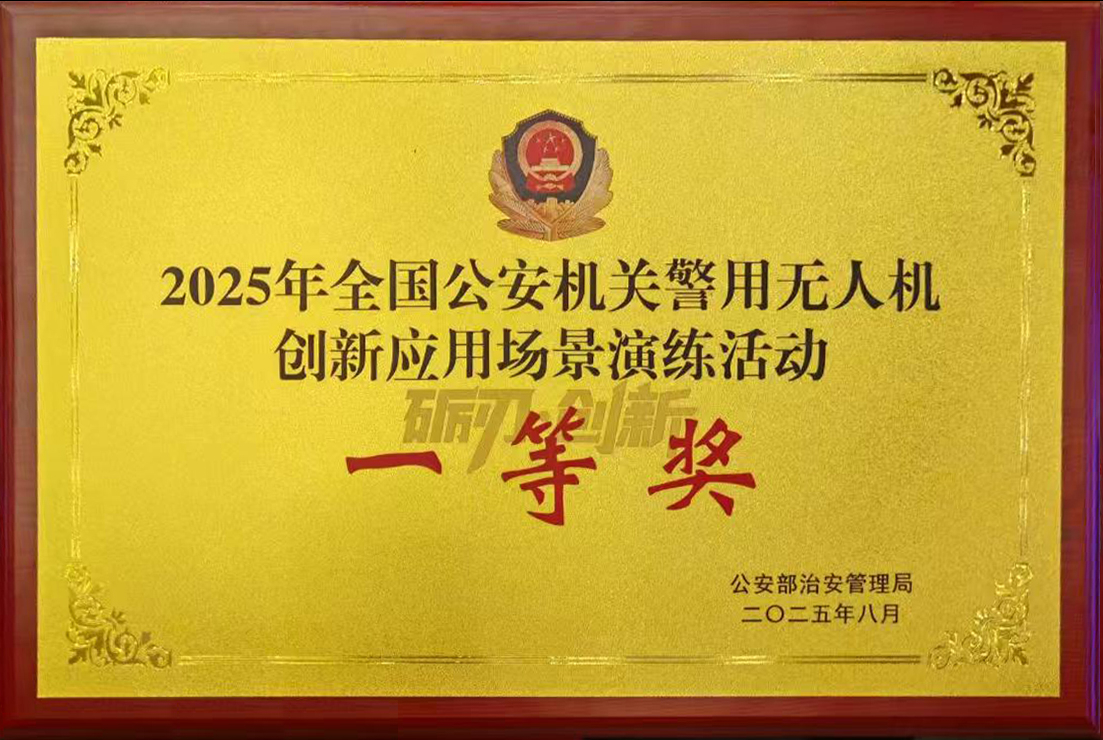 2025年全国公安机关警用无人机
创新应用场景演练活动
砺刃·创新
一等奖
公安部治安管理局
二〇二五年八月